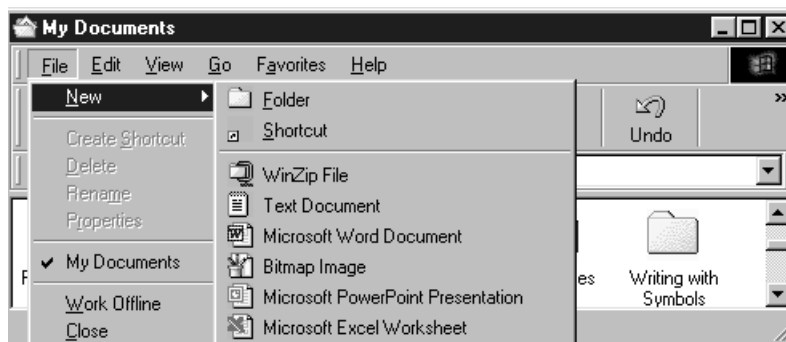 My Documents
File Edit View Go Favorites Help
New
Create Shortcut
Delete
Rename
Properties
My Documents
Work Offline
Close
Folder
Shortcut
WinZip File
Text Document
Microsoft Word Document
Bitmap Image
Microsoft PowerPoint Presentation
Microsoft Excel Worksheet
Undo
Writing with
Symbols